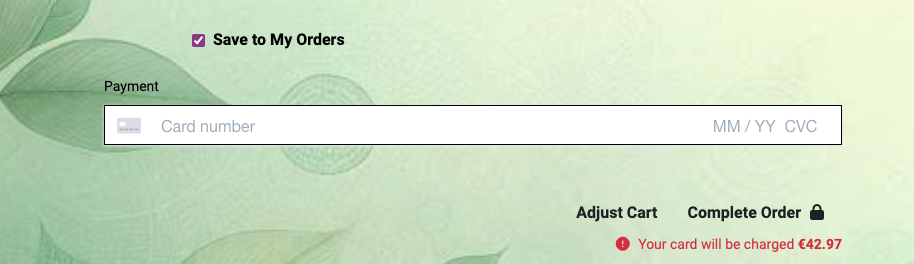 Save to My Orders
Payment
Card number MM / YY CVC
Adjust Cart Complete Order
Your card will be charged €42.97